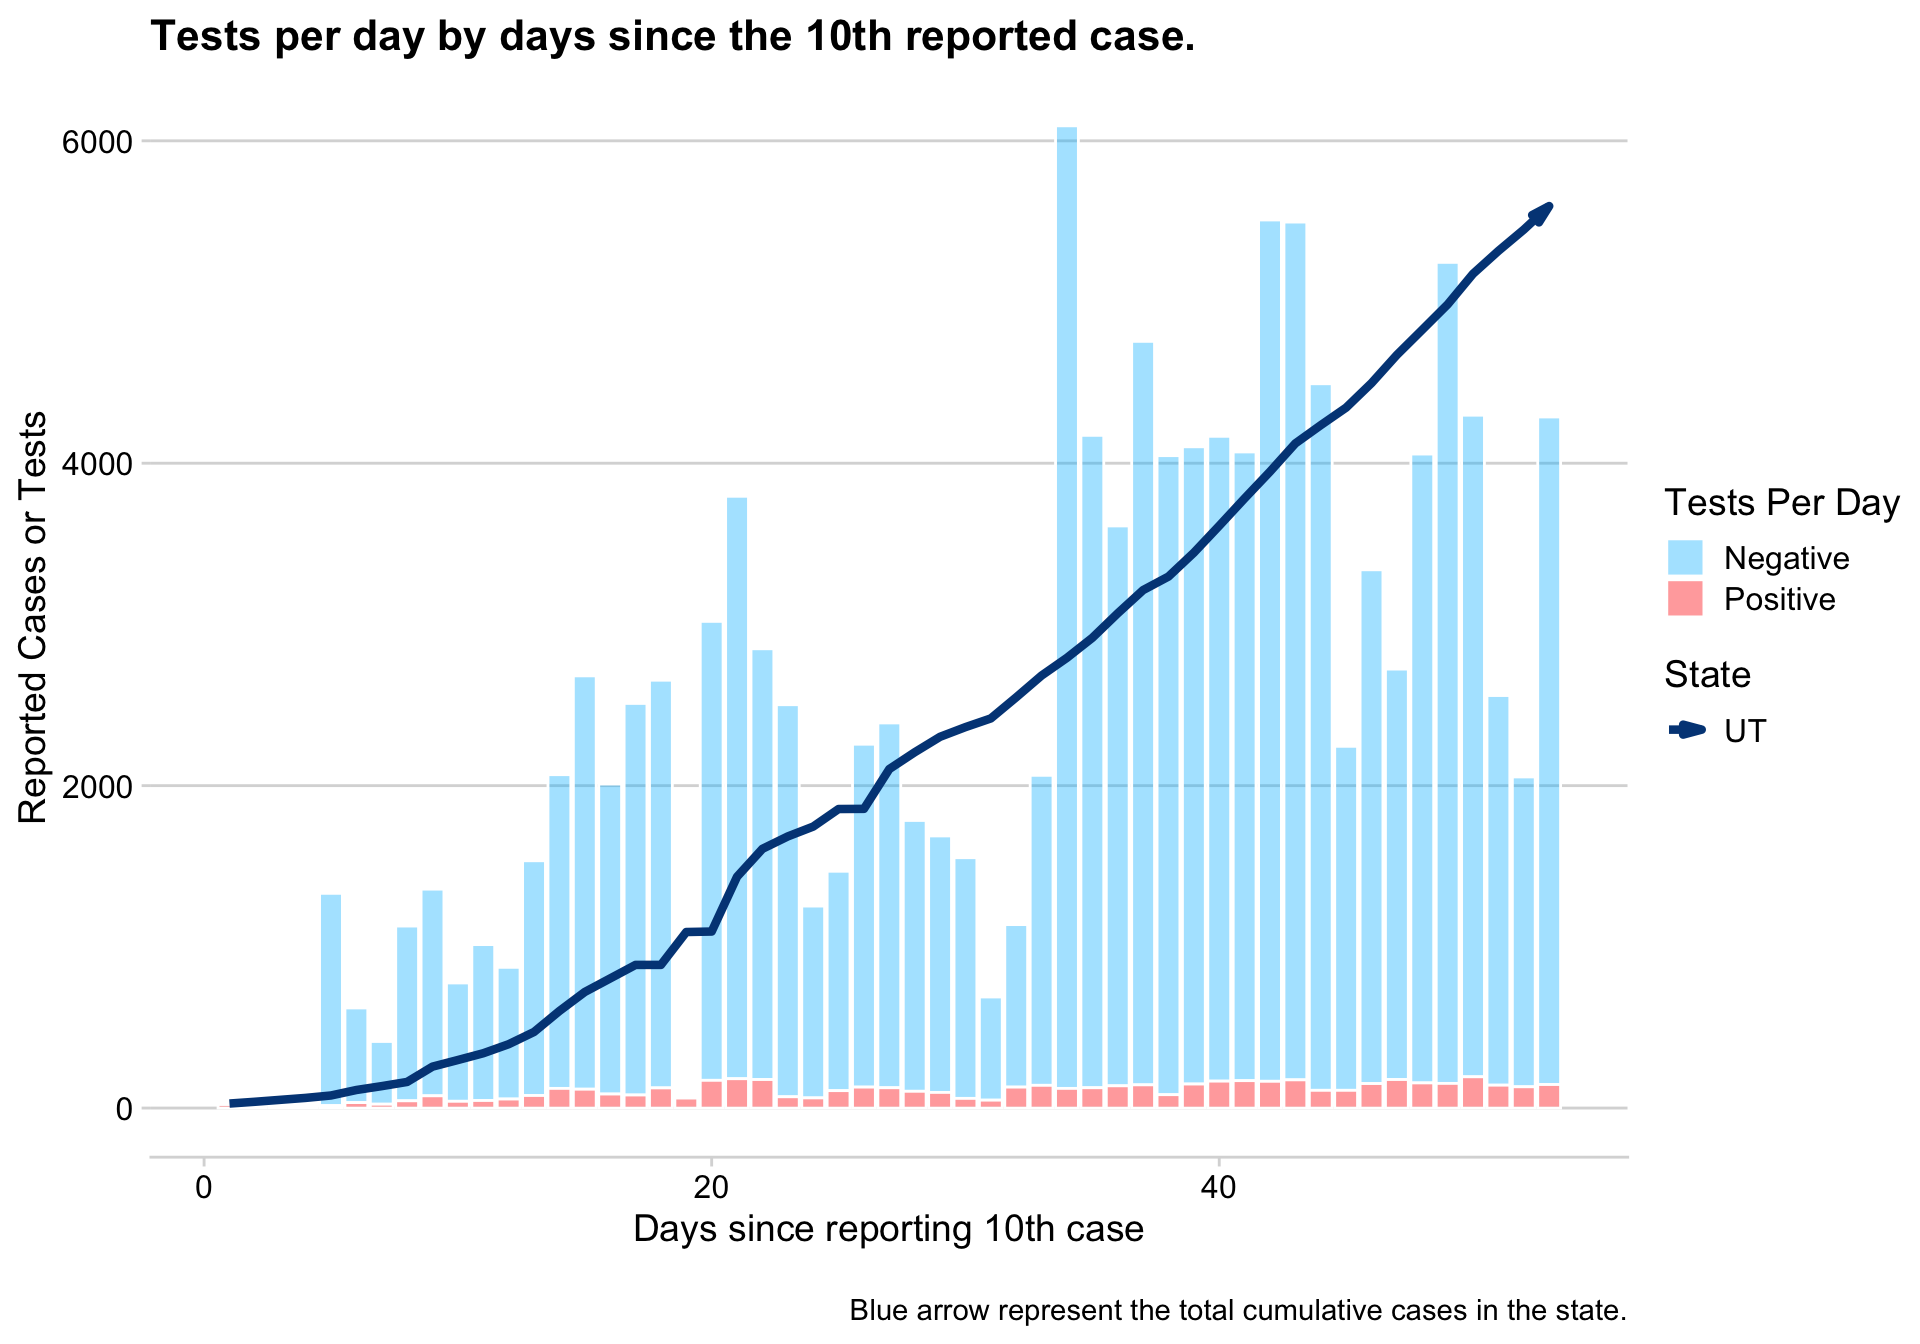 Tests per day by days since the 10th reported case.
6000
4000
2000
0
Reported Cases or Tests
0 20 40
Days since reporting 10th case
Tests Per Day
Negative
Positive
State
UT
Blue arrow represent the total cumulative cases in the state.